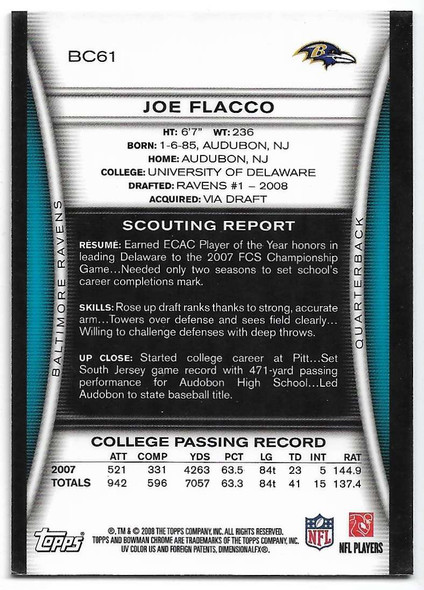 BC61
JOE FLACCO
HT: 6'7" WT: 236
BORN: 1-6-85, AUDUBON, NJ
HOME: AUDUBON, NJ
COLLEGE: UNIVERSITY OF DELAWARE
DRAFTED: RAVENS #1 – 2008
ACQUIRED: VIA DRAFT
BALTIMORE RAVENS
QUARTERBACK
SCOUTING REPORT
RÉSUMÉ: Earned ECAC Player of the Year honors in
leading Delaware to the 2007 FCS Championship
Game...Needed only two seasons to set school's
career completions mark.
SKILLS: Rose up draft ranks thanks to strong, accurate
arm...Towers over defense and sees field clearly...
Willing to challenge defenses with deep throws.
UP CLOSE: Started college career at Pitt...Set
South Jersey game record with 471-yard passing
performance for Audobon High School...Led
Audobon to state baseball title.
COLLEGE PASSING RECORD
ATT COMP YDS PCT LG TD INT RAT
2007 521 331 4263 63.5 84t 23 5 144.9
TOTALS 942 596 7057 63.3 84t 41 15 137.4
Topps
®, TM & © 2008 THE TOPPS COMPANY, INC. ALL RIGHTS RESERVED.
TOPPS AND BOWMAN CHROME ARE TRADEMARKS OF THE TOPPS COMPANY, INC.
UV COLOR US AND FOREIGN PATENTS, DIMENSIONALFX®.
NFL
NFL PLAYERS